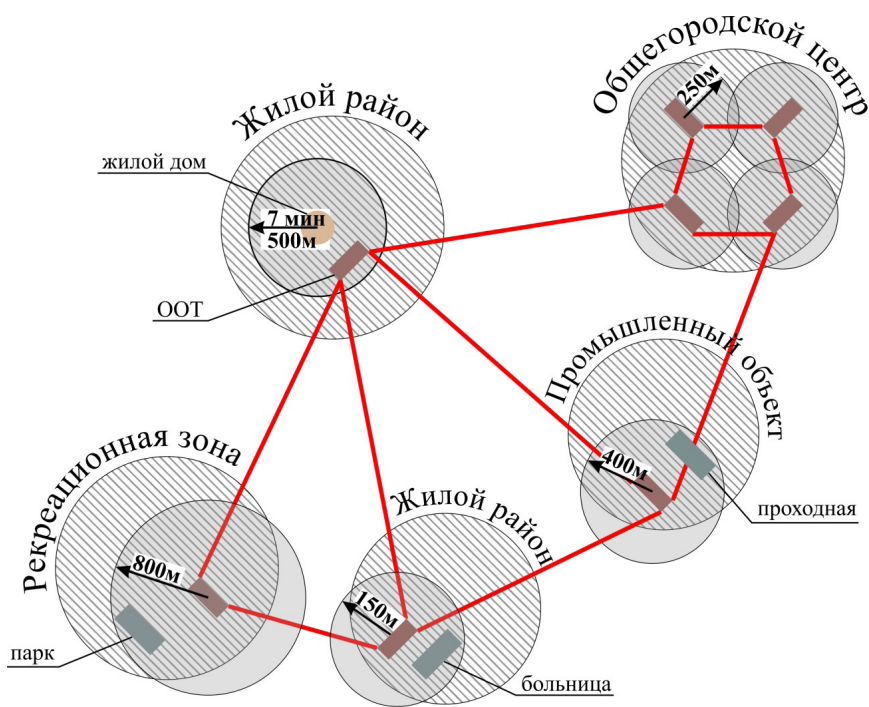 Общегородской центр
250м
Жилой район
жилой дом
7 мин
500м
ООТ
Промышленный объект
400м
проходная
Рекреационная зона
800м
парк
Жилой район
150м
больница